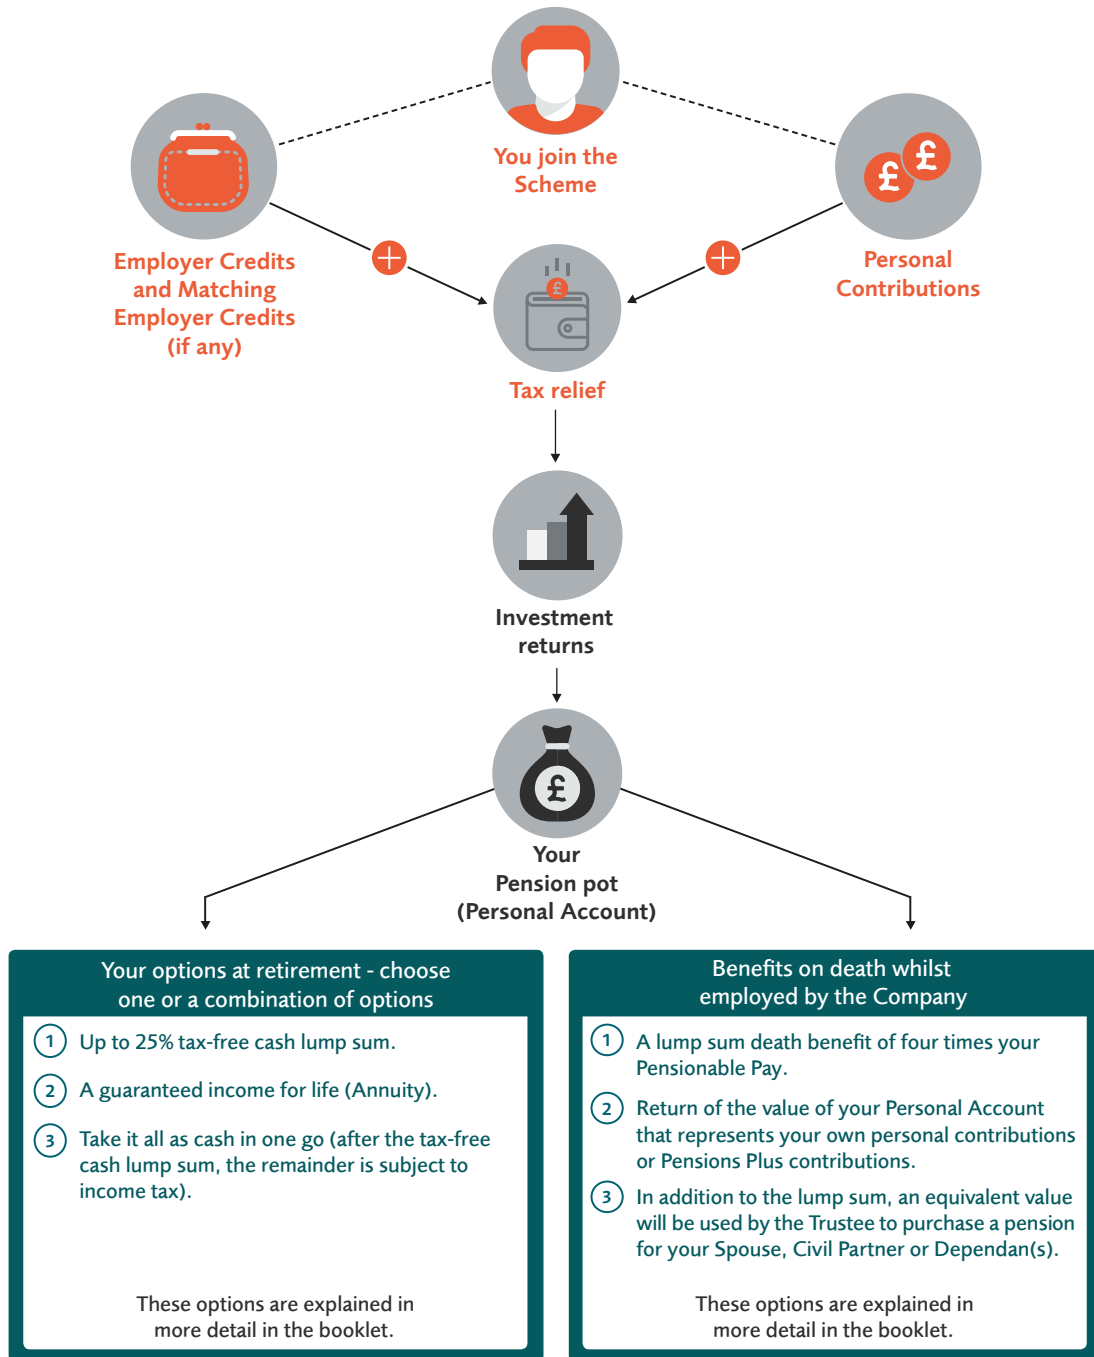 You join the
Scheme
Employer Credits
and Matching
Employer Credits
(if any)
£ £
Personal
Contributions
£
Tax relief
Investment
returns
£
Your
Pension pot
(Personal Account)
Your options at retirement - choose
one or a combination of options
1 Up to 25% tax-free cash lump sum.
2 A guaranteed income for life (Annuity).
3 Take it all as cash in one go (after the tax-free
cash lump sum, the remainder is subject to
income tax).
These options are explained in
more detail in the booklet.
Benefits on death whilst
employed by the Company
1 A lump sum death benefit of four times your
Pensionable Pay.
2 Return of the value of your Personal Account
that represents your own personal contributions
or Pensions Plus contributions.
3 In addition to the lump sum, an equivalent value
will be used by the Trustee to purchase a pension
for your Spouse, Civil Partner or Dependan(s).
These options are explained in
more detail in the booklet.